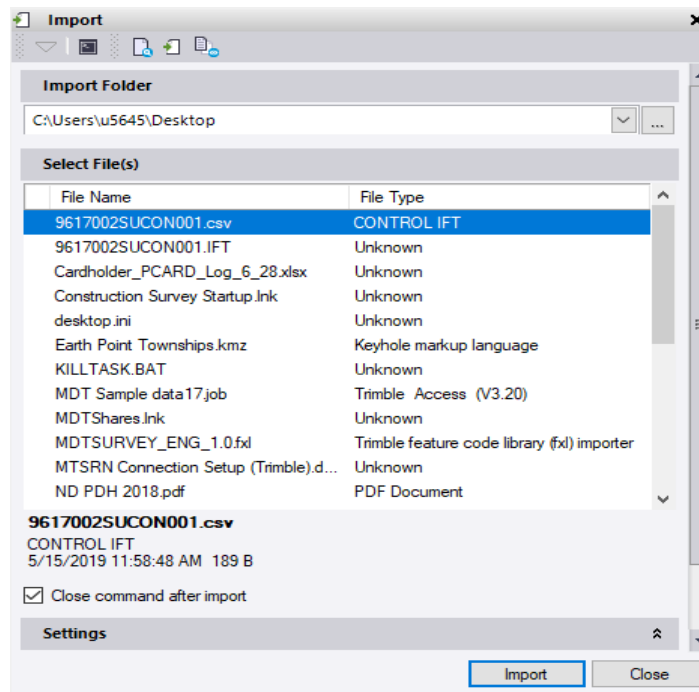 Import
Import Folder
C:\Users\u5645\Desktop
...
Select File(s)
File Name File Type
9617002SUCON001.csv CONTROL IFT
9617002SUCON001.IFT Unknown
Cardholder_PCARD_Log_6_28.xlsx Unknown
Construction Survey Startup.lnk Unknown
desktop.ini Unknown
Earth Point Townships.kmz Keyhole markup language
KILLTASK.BAT Unknown
MDT Sample data17.job Trimble Access (V3.20)
MDTShares.lnk Unknown
MDTSURVEY_ENG_1.0.fxl Trimble feature code library (fxl) importer
MTSRN Connection Setup (Trimble).d... Unknown
ND PDH 2018.pdf PDF Document
9617002SUCON001.csv
CONTROL IFT
5/15/2019 11:58:48 AM 189 B
Close command after import
Settings
Import Close